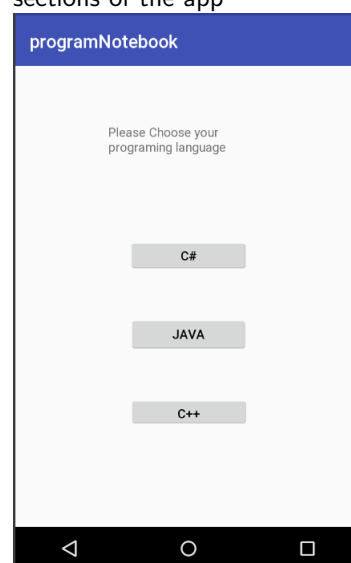 sections of the app
programNotebook
Please Choose your
programing language
C#
JAVA
C++